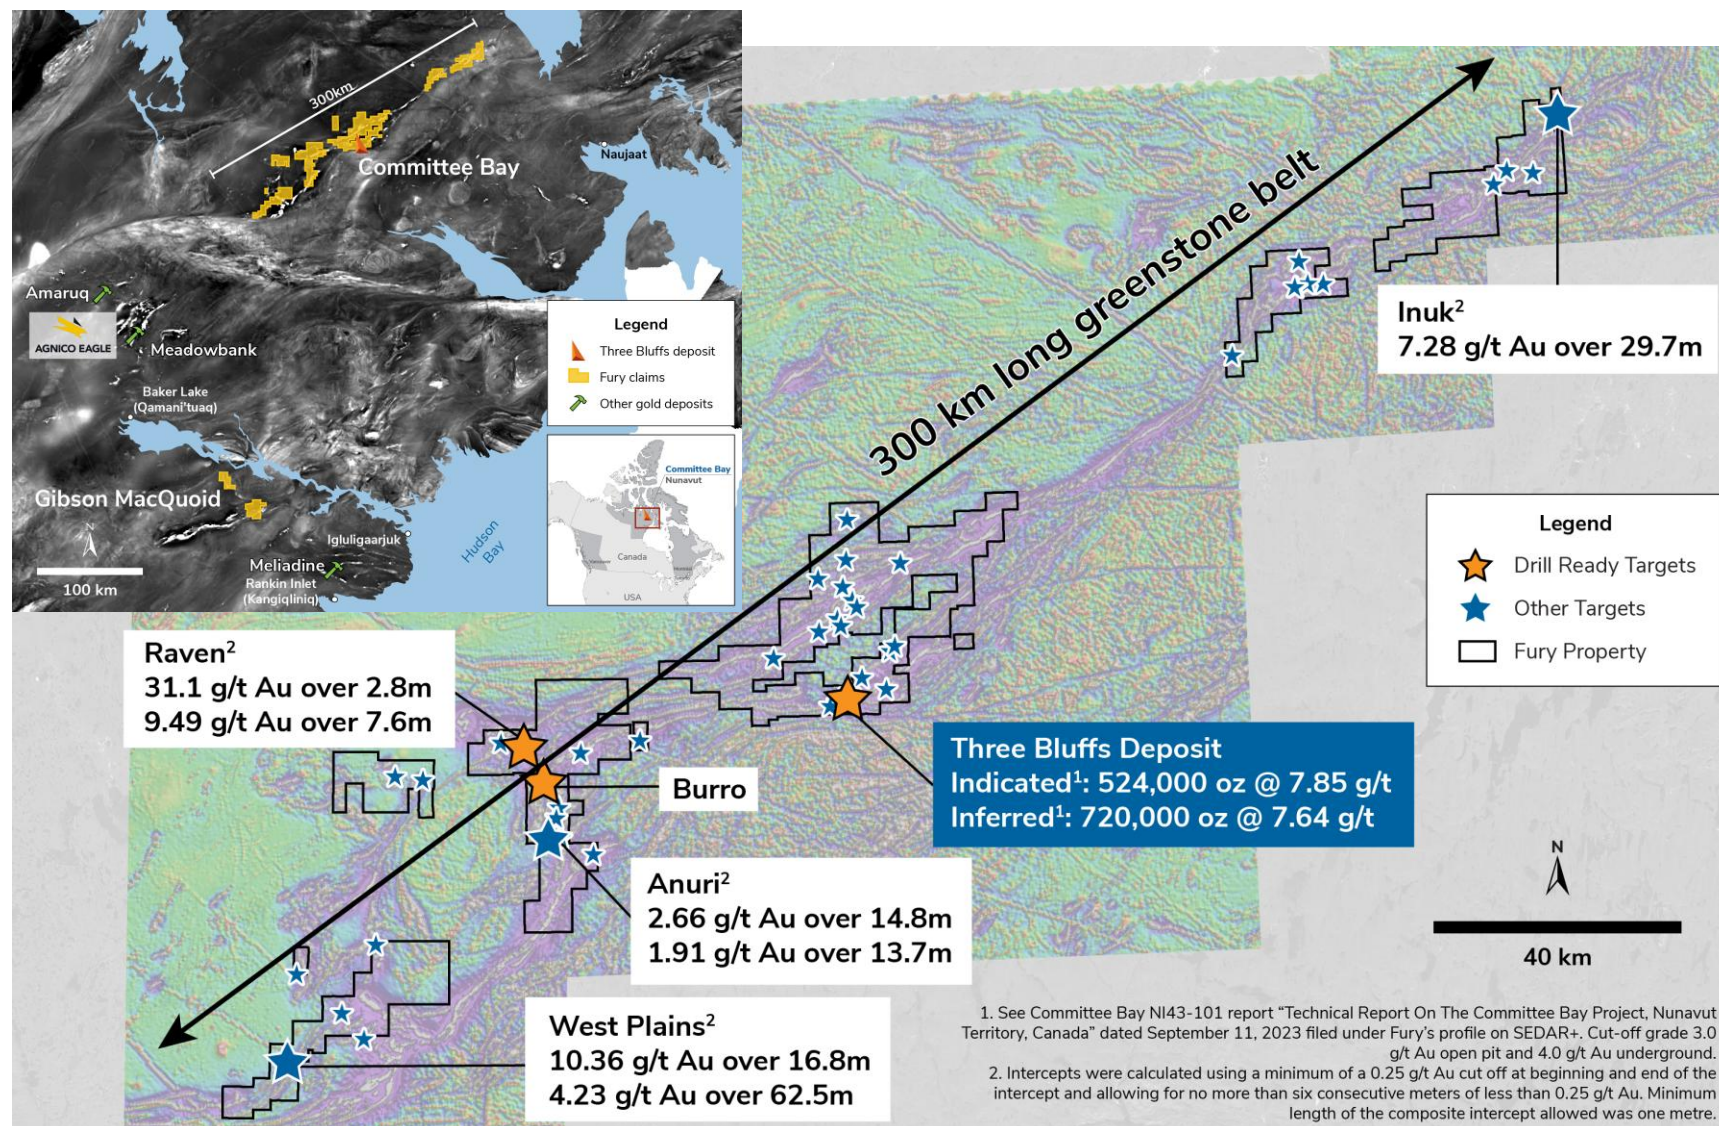 300km
Committee Bay
Naujaat
Amaruq
AGNICO EAGLE
Meadowbank
Baker Lake
(Qamani'tuaq)
Gibson MacQuoid
N
100 km
Igluligaarjuk
Meliadine
Rankin Inlet
(Kangiqliniq)
Hudson
Bay
Legend
Three Bluffs deposit
Fury claims
Other gold deposits
Committee Bay
Nunavut
Canada
USA
300 km long greenstone belt
Inuk²
7.28 g/t Au over 29.7m
Legend
Drill Ready Targets
Other Targets
Fury Property
Raven²
31.1 g/t Au over 2.8m
9.49 g/t Au over 7.6m
Burro
Three Bluffs Deposit
Indicated¹: 524,000 oz @ 7.85 g/t
Inferred¹: 720,000 oz @ 7.64 g/t
Anuri²
2.66 g/t Au over 14.8m
1.91 g/t Au over 13.7m
West Plains²
10.36 g/t Au over 16.8m
4.23 g/t Au over 62.5m
N
40 km
1. See Committee Bay NI43-101 report “Technical Report On The Committee Bay Project, Nunavut
Territory, Canada” dated September 11, 2023 filed under Fury’s profile on SEDAR+. Cut-off grade 3.0
g/t Au open pit and 4.0 g/t Au underground.
2. Intercepts were calculated using a minimum of a 0.25 g/t Au cut off at beginning and end of the
intercept and allowing for no more than six consecutive meters of less than 0.25 g/t Au. Minimum
length of the composite intercept allowed was one metre.